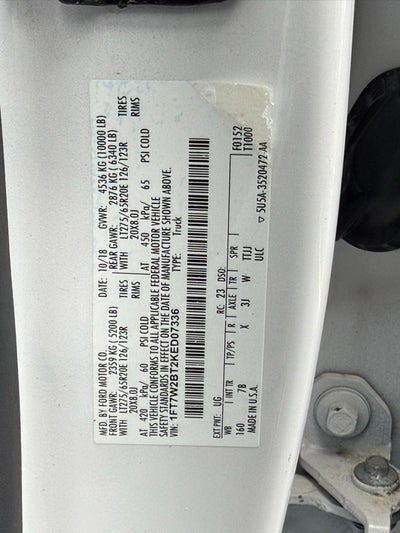 MFD. BY FORD MOTOR CO.
DATE: 10/18 GVWR: 4536 KG (10000 LB)
FRONT GAWR: 2359 KG (5200 LB) REAR GAWR: 2876 KG (6340 LB)
WITH LT275/65R20E 126/123R TIRES WITH LT275/65R20E 126/123R TIRES
20X8.0J RIMS 20X8.0J RIMS
AT 420 kPa/ 60 PSI COLD AT 450 kPa/ 65 PSI COLD
THIS VEHICLE CONFORMS TO ALL APPLICABLE FEDERAL MOTOR VEHICLE
SAFETY STANDARDS IN EFFECT ON THE DATE OF MANUFACTURE SHOWN ABOVE.
VIN: 1FT7W2BT2KED07336 TYPE: Truck
F0152
T1000
EXT PNT: UG RC: 23 DSO:
WB INT TR TP/PS R AXLE TR SPR
160 7B X 3J W TTJJ
MADE IN U.S.A. ULC
5U5A-3520472-AA